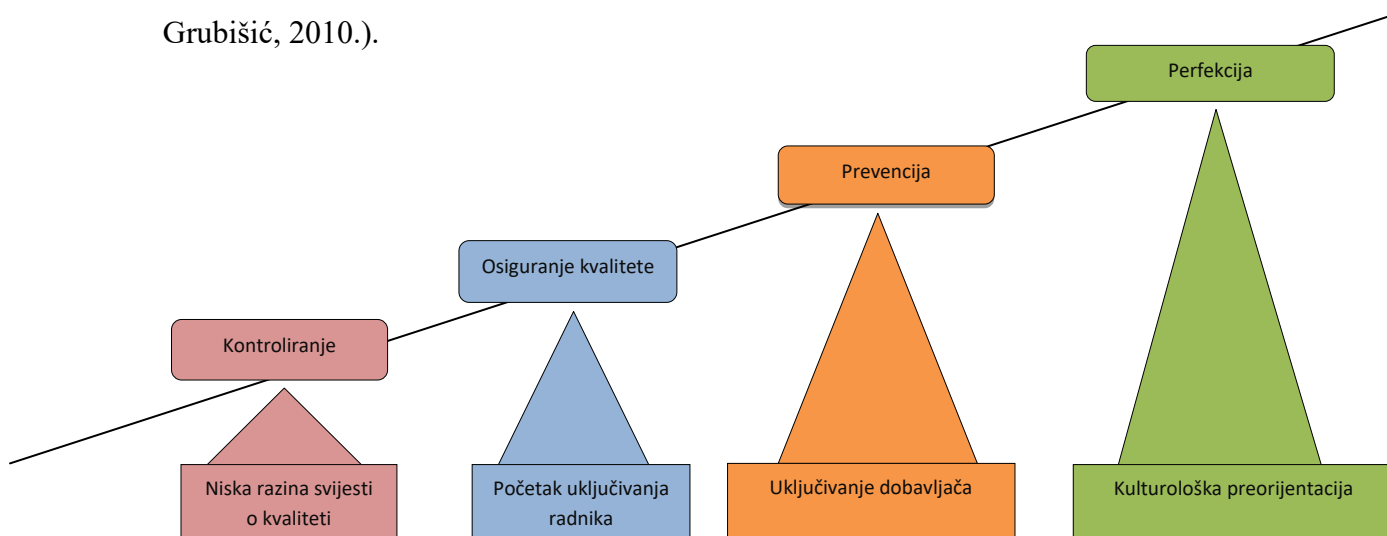 Grubišić, 2010.).
Perfekcija
Prevencija
Osiguranje kvalitete
Kontroliranje
Niska razina svijesti
o kvaliteti
Početak uključivanja
radnika
Uključivanje dobavljača
Kulturološka preorijentacija